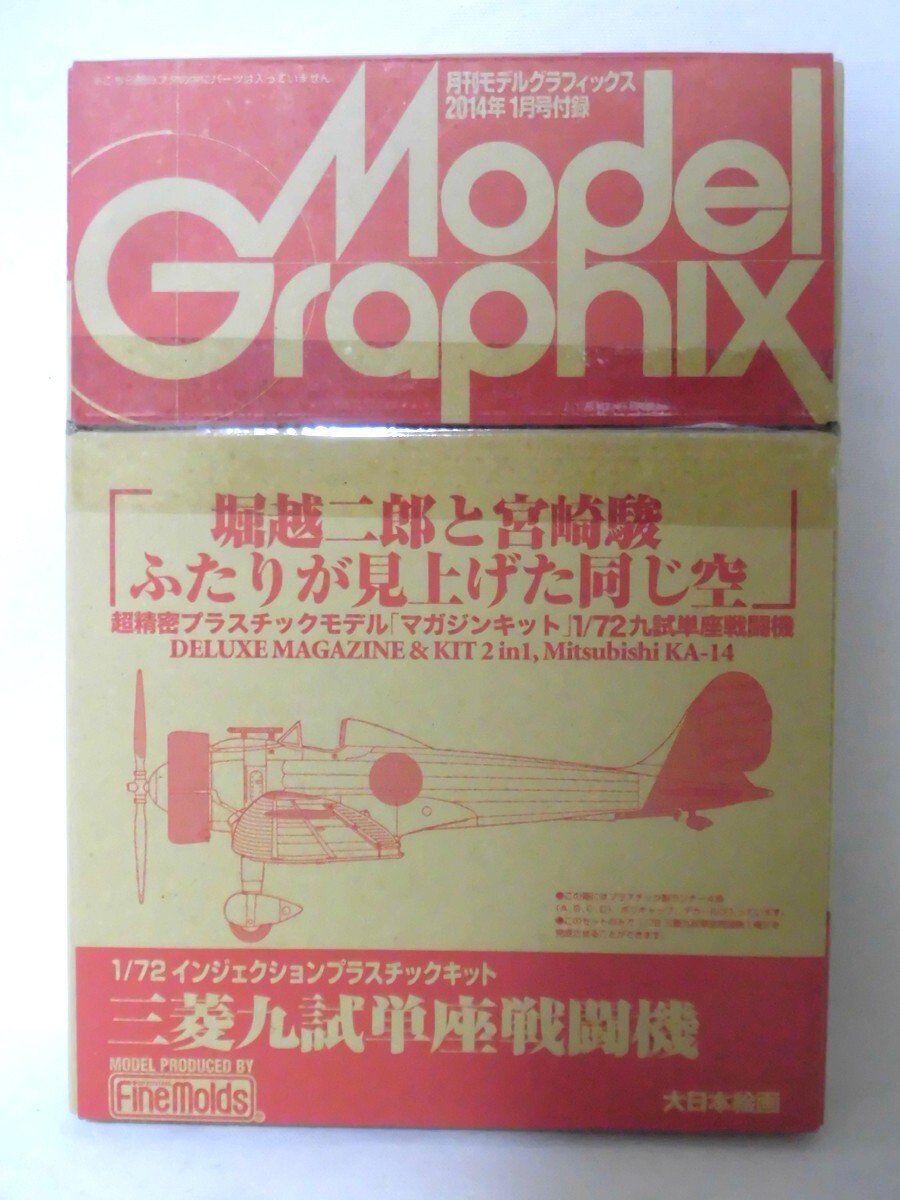 月刊モデルグラフィックス
2014年 1月号付録
Model
Graphix
「堀越二郎と宮崎駿
ふたりが見上げた同じ空」
超精密プラスチックモデル「マガジンキット」1/72九試単座戦闘機
DELUXE MAGAZINE & KIT 2 in1, Mitsubishi KA-14
1/72 インジェクションプラスチックキット
三菱九試単座戦闘機
MODEL PRODUCED BY
FineMolds
大日本絵画